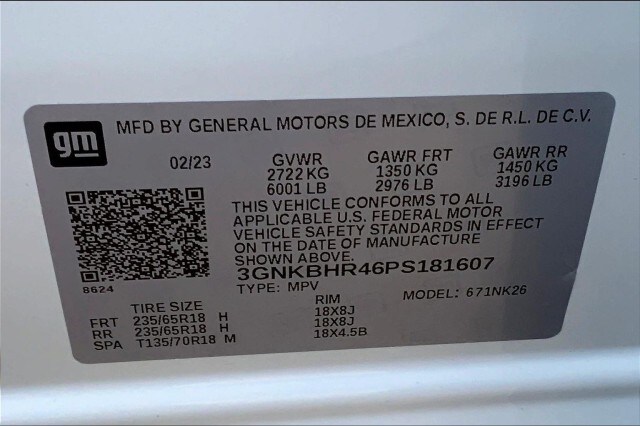 gm
MFD BY GENERAL MOTORS DE MEXICO, S. DE R.L. DE C.V.
02/23 GVWR GAWR FRT GAWR RR
2722 KG 1350 KG 1450 KG
6001 LB 2976 LB 3196 LB
THIS VEHICLE CONFORMS TO ALL
APPLICABLE U.S. FEDERAL MOTOR
VEHICLE SAFETY STANDARDS IN EFFECT
ON THE DATE OF MANUFACTURE
SHOWN ABOVE.
3GNKBHR46PS181607
8624 TYPE: MPV MODEL: 671NK26
TIRE SIZE RIM
FRT 235/65R18 H 18X8J
RR 235/65R18 H 18X8J
SPA T135/70R18 M 18X4.5B